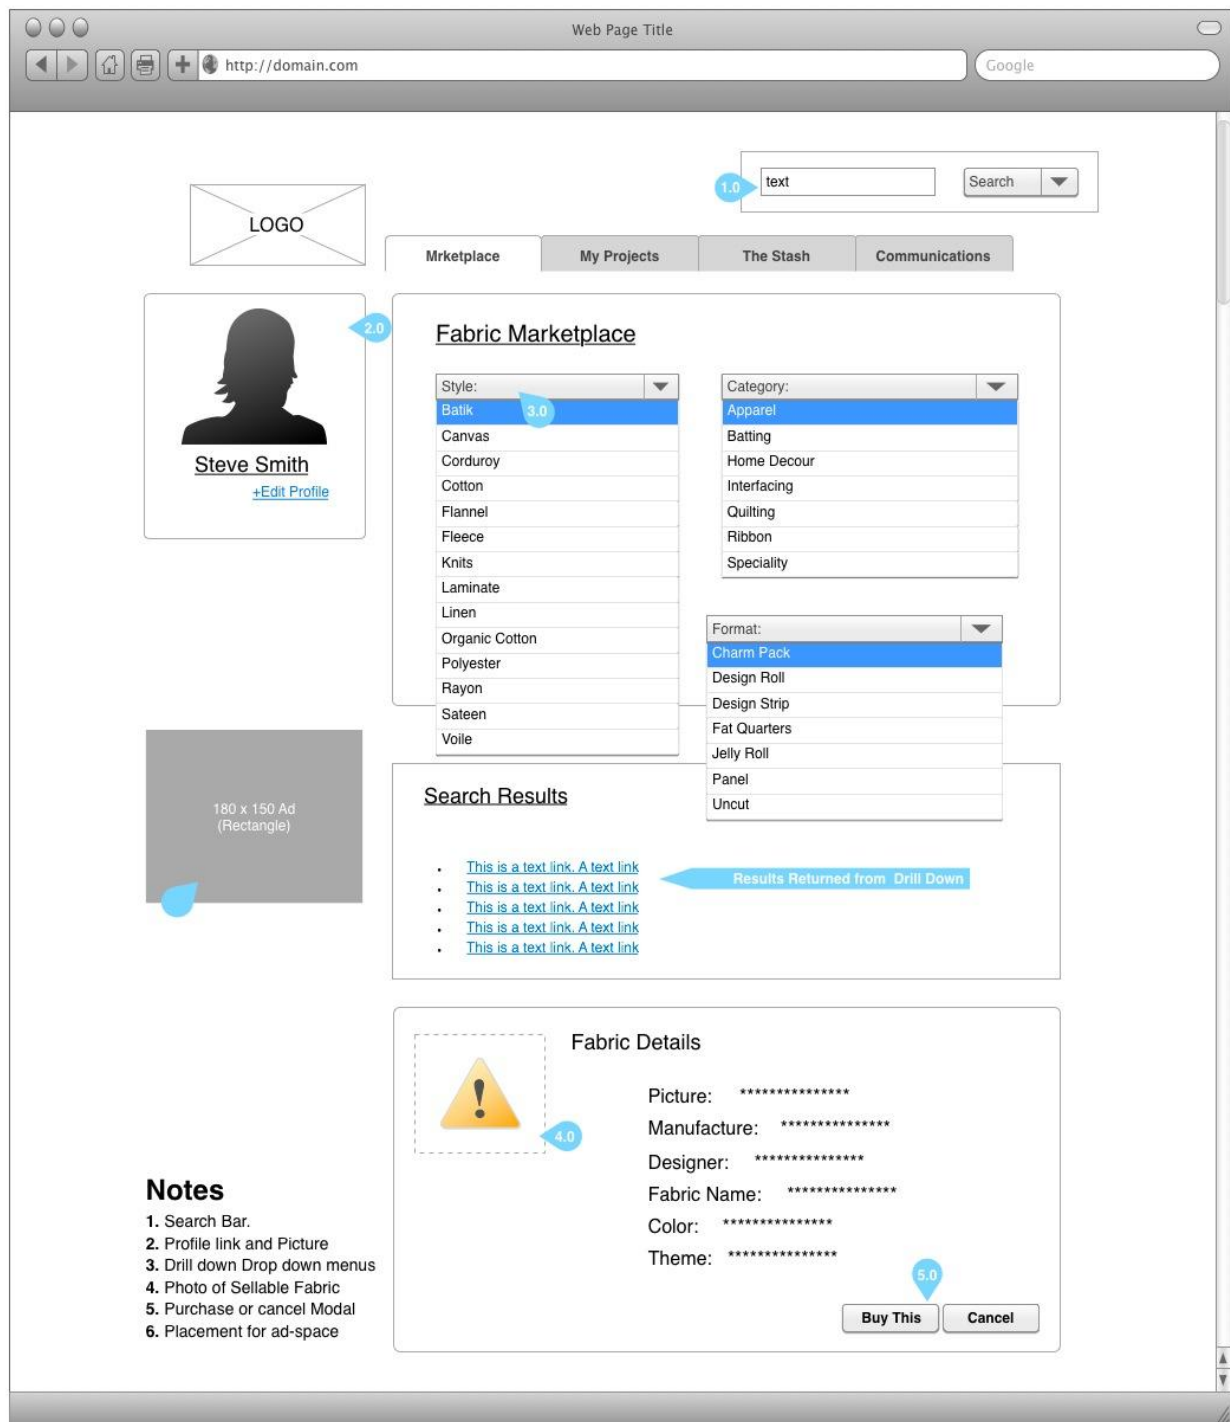 Web Page Title
http://domain.com
Google
1.0
text
Search
LOGO
Mrketplace
My Projects
The Stash
Communications
2.0
Steve Smith
+Edit Profile
Fabric Marketplace
Style:
3.0
Batik
Canvas
Corduroy
Cotton
Flannel
Fleece
Knits
Laminate
Linen
Organic Cotton
Polyester
Rayon
Sateen
Voile
Category:
Apparel
Batting
Home Decour
Interfacing
Quilting
Ribbon
Speciality
Format:
Charm Pack
Design Roll
Design Strip
Fat Quarters
Jelly Roll
Panel
Uncut
180 x 150 Ad
(Rectangle)
Search Results
• This is a text link. A text link
• This is a text link. A text link
• This is a text link. A text link
• This is a text link. A text link
• This is a text link. A text link
Results Returned from Drill Down
Fabric Details
4.0
Picture: ***************
Manufacture: ***************
Designer: ***************
Fabric Name: ***************
Color: ***************
Theme: ***************
5.0
Buy This
Cancel
Notes
1. Search Bar.
2. Profile link and Picture
3. Drill down Drop down menus
4. Photo of Sellable Fabric
5. Purchase or cancel Modal
6. Placement for ad-space